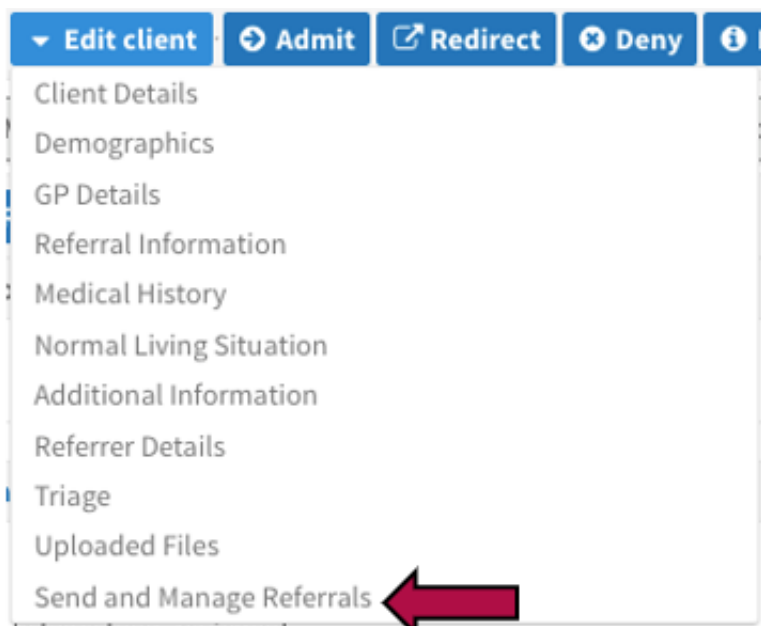 Edit client Admit Redirect Deny
Client Details
Demographics
GP Details
Referral Information
Medical History
Normal Living Situation
Additional Information
Referrer Details
Triage
Uploaded Files
Send and Manage Referrals